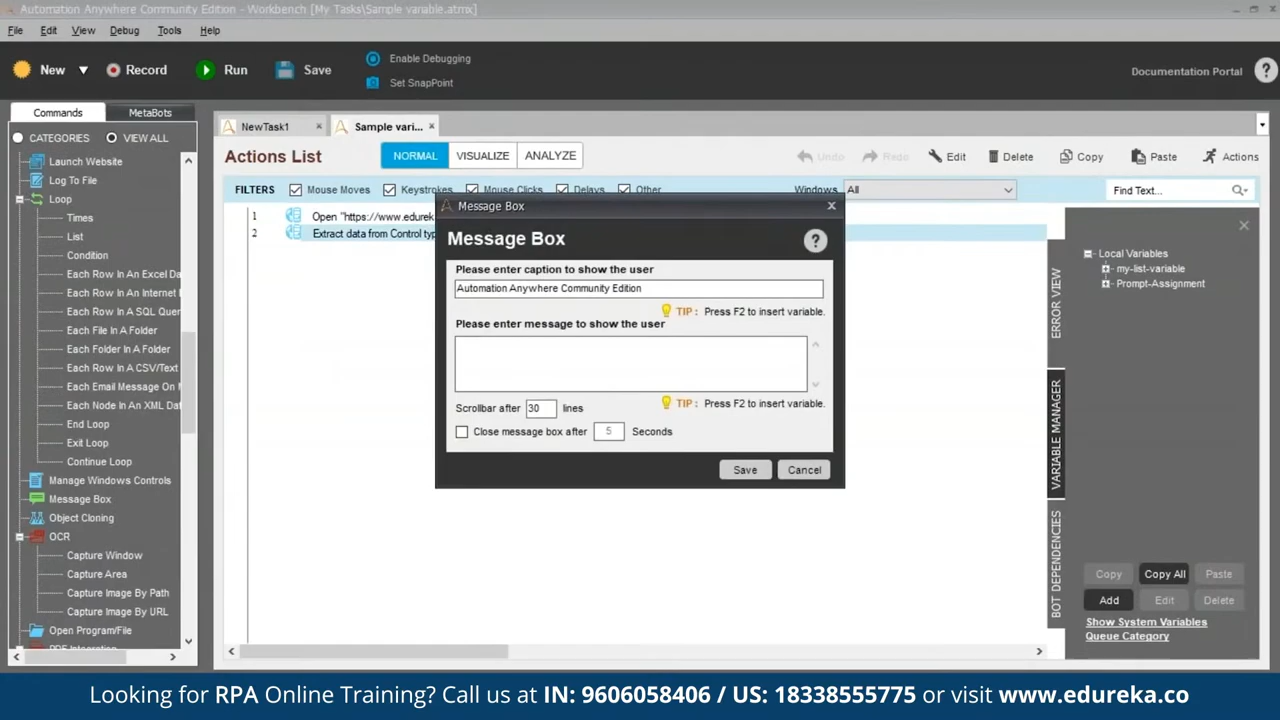 Automation Anywhere Community Edition - Workbench [My Tasks\Sample variable.atmx]
File Edit View Debug Tools Help
New Record Run Save
Enable Debugging
Set SnapPoint
Documentation Portal ?
Commands MetaBots
CATEGORIES VIEW ALL
Launch Website
Log To File
Loop
Times
List
Condition
Each Row In An Excel Da
Each Row In An Internet
Each Row In A SQL Quer
Each File In A Folder
Each Folder In A Folder
Each Row In A CSV/Text
Each Email Message On
Each Node In An XML Dat
End Loop
Exit Loop
Continue Loop
Manage Windows Controls
Message Box
Object Cloning
OCR
Capture Window
Capture Area
Capture Image By Path
Capture Image By URL
Open Program/File
NewTask1 × Sample vari... ×
Actions List NORMAL VISUALIZE ANALYZE Undo Redo Edit Delete Copy Paste Actions
FILTERS Mouse Moves Keystrokes Mouse Clicks Delays Other Windows All Find Text...
1 Open "https://www.edurek
2 Extract data from Control typ
Message Box
Message Box ?
Please enter caption to show the user
Automation Anywhere Community Edition
TIP : Press F2 to insert variable.
Please enter message to show the user
TIP : Press F2 to insert variable.
Scrollbar after 30 lines
Close message box after 5 Seconds
Save Cancel
ERROR VIEW
VARIABLE MANAGER
BOT DEPENDENCIES
Local Variables
my-list-variable
Prompt-Assignment
Copy Copy All Paste
Add Edit Delete
Show System Variables
Queue Category
Looking for RPA Online Training? Call us at IN: 9606058406 / US: 18338555775 or visit www.edureka.co